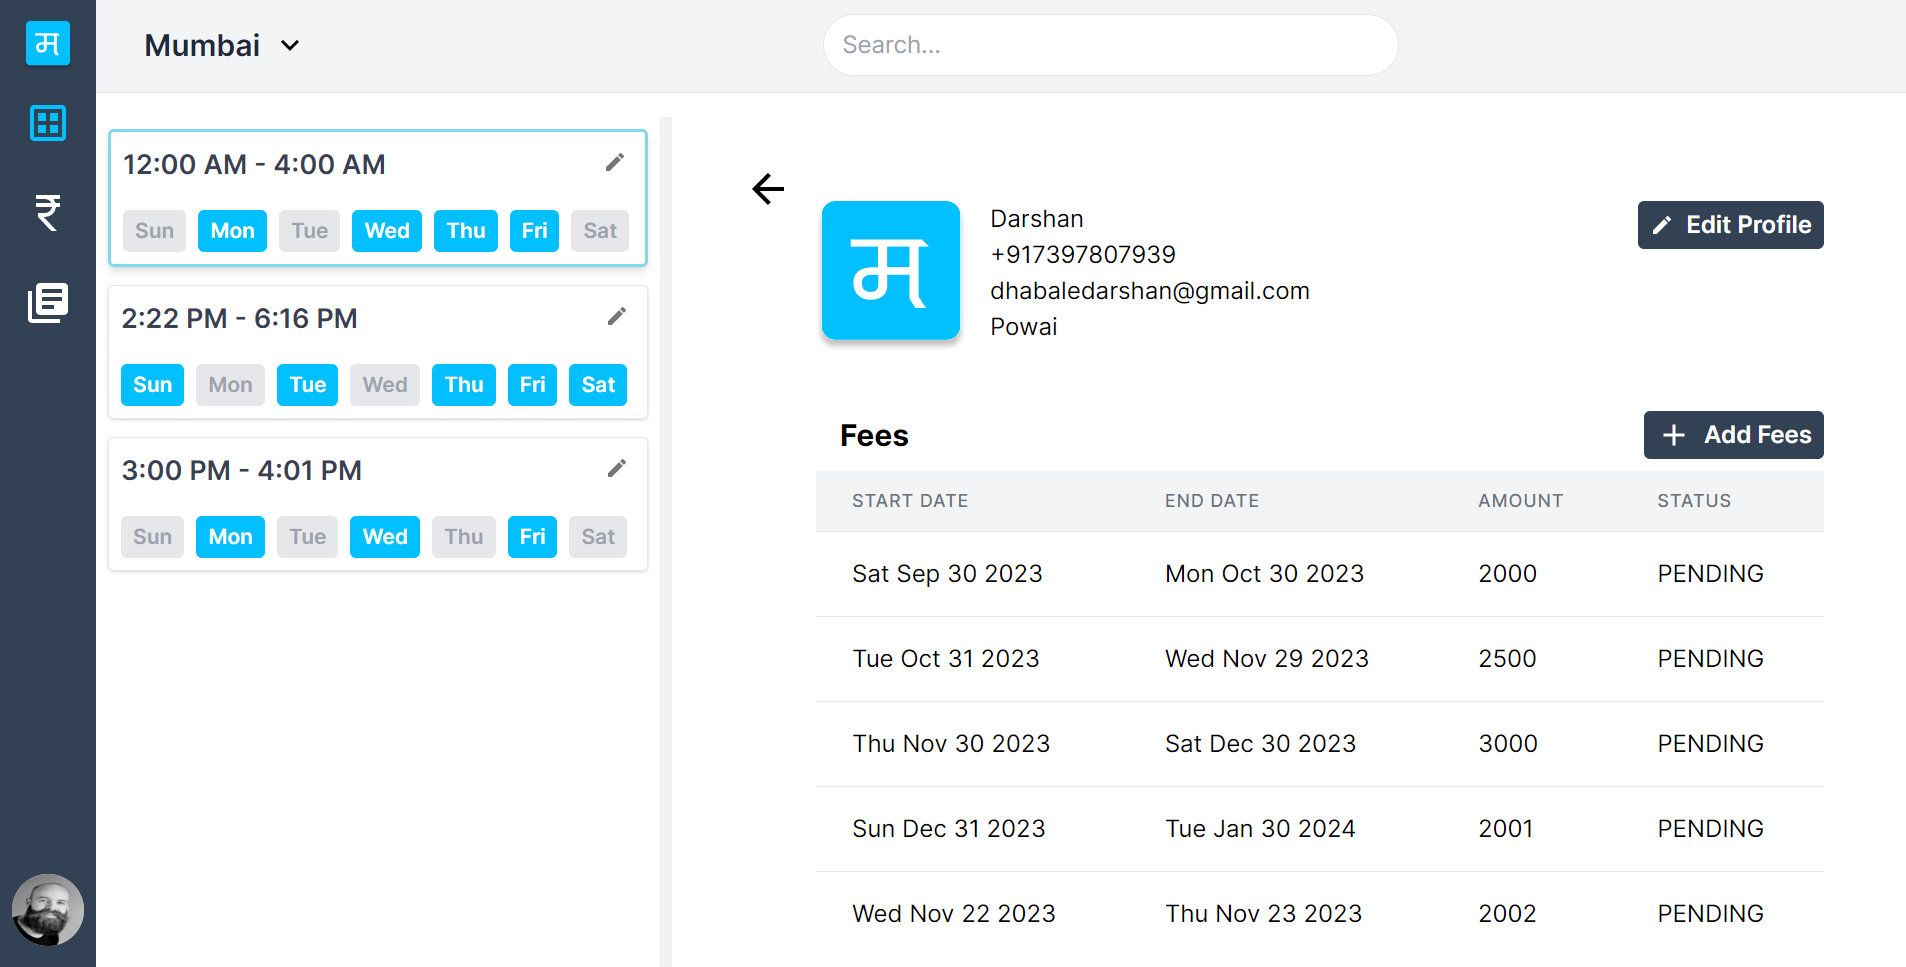 म
Mumbai
Search...
12:00 AM - 4:00 AM
Sun Mon Tue Wed Thu Fri Sat
2:22 PM - 6:16 PM
Sun Mon Tue Wed Thu Fri Sat
3:00 PM - 4:01 PM
Sun Mon Tue Wed Thu Fri Sat
म
Darshan
+917397807939
dhabaledarshan@gmail.com
Powai
Edit Profile
Fees
Add Fees
START DATE END DATE AMOUNT STATUS
Sat Sep 30 2023 Mon Oct 30 2023 2000 PENDING
Tue Oct 31 2023 Wed Nov 29 2023 2500 PENDING
Thu Nov 30 2023 Sat Dec 30 2023 3000 PENDING
Sun Dec 31 2023 Tue Jan 30 2024 2001 PENDING
Wed Nov 22 2023 Thu Nov 23 2023 2002 PENDING